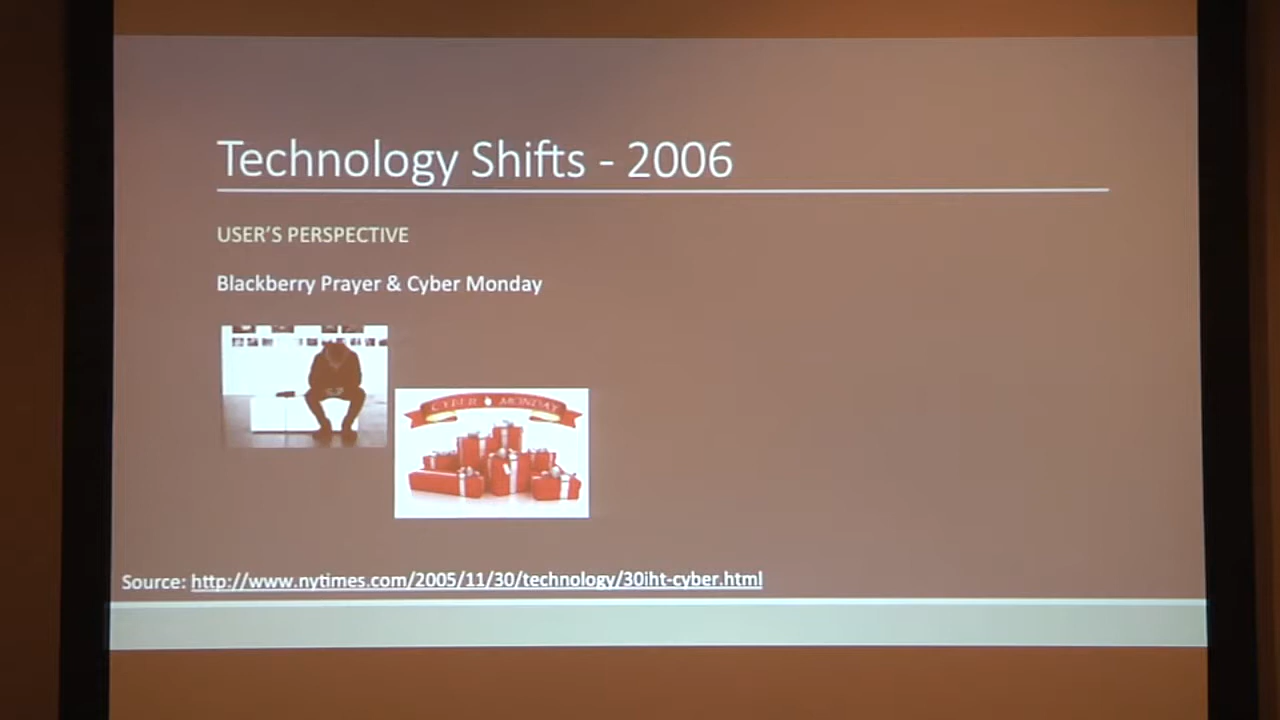 Technology Shifts - 2006
USER'S PERSPECTIVE
Blackberry Prayer & Cyber Monday
CYBER MONDAY
Source: http://www.nytimes.com/2005/11/30/technology/30iht-cyber.html